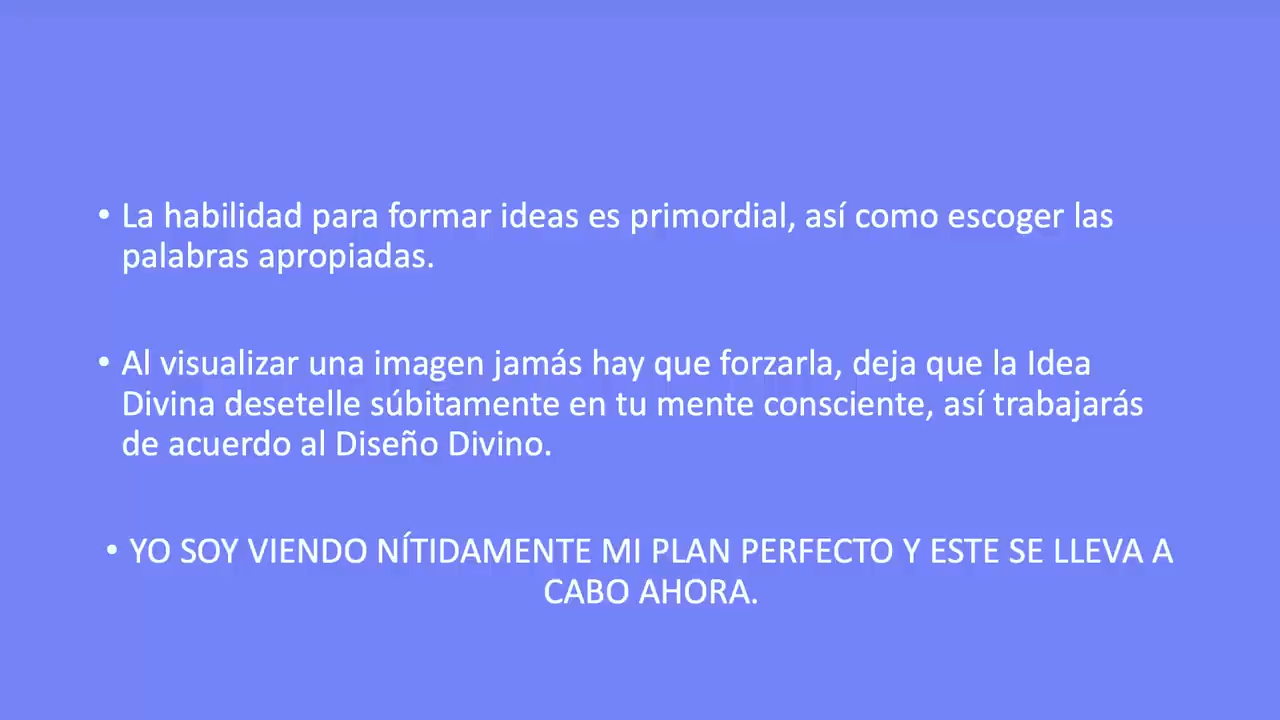 • La habilidad para formar ideas es primordial, así como escoger las
palabras apropiadas.
• Al visualizar una imagen jamás hay que forzarla, deja que la Idea
Divina desetelle súbitamente en tu mente consciente, así trabajarás
de acuerdo al Diseño Divino.
• YO SOY VIENDO NÍTIDAMENTE MI PLAN PERFECTO Y ESTE SE LLEVA A
CABO AHORA.